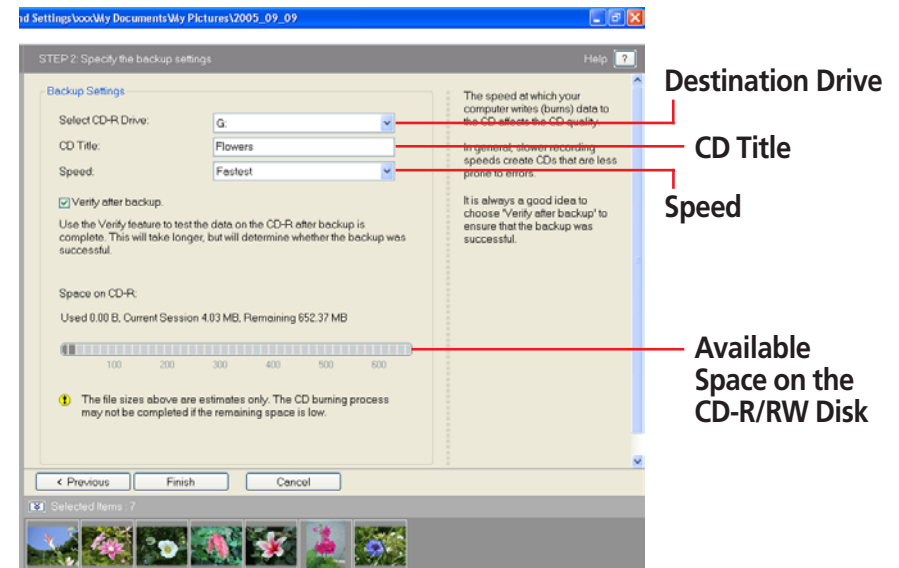 nd Settings\xxx\My Documents\My Pictures\2005_09_09
STEP 2: Specify the backup settings
Help ?
Backup Settings
Select CD-R Drive:
G:
CD Title:
Flowers
Speed:
Fastest
Verify after backup.
Use the Verify feature to test the data on the CD-R after backup is
complete. This will take longer, but will determine whether the backup was
successful.
Space on CD-R:
Used 0.00 B, Current Session 4.03 MB, Remaining 652.37 MB
100 200 300 400 500 600
The file sizes above are estimates only. The CD burning process
may not be completed if the remaining space is low.
The speed at which your
computer writes (burns) data to
the CD affects the CD quality.
In general, slower recording
speeds create CDs that are less
prone to errors.
It is always a good idea to
choose 'Verify after backup' to
ensure that the backup was
successful.
< Previous
Finish
Cancel
Selected Items : 7
Destination Drive
CD Title
Speed
Available
Space on the
CD-R/RW Disk